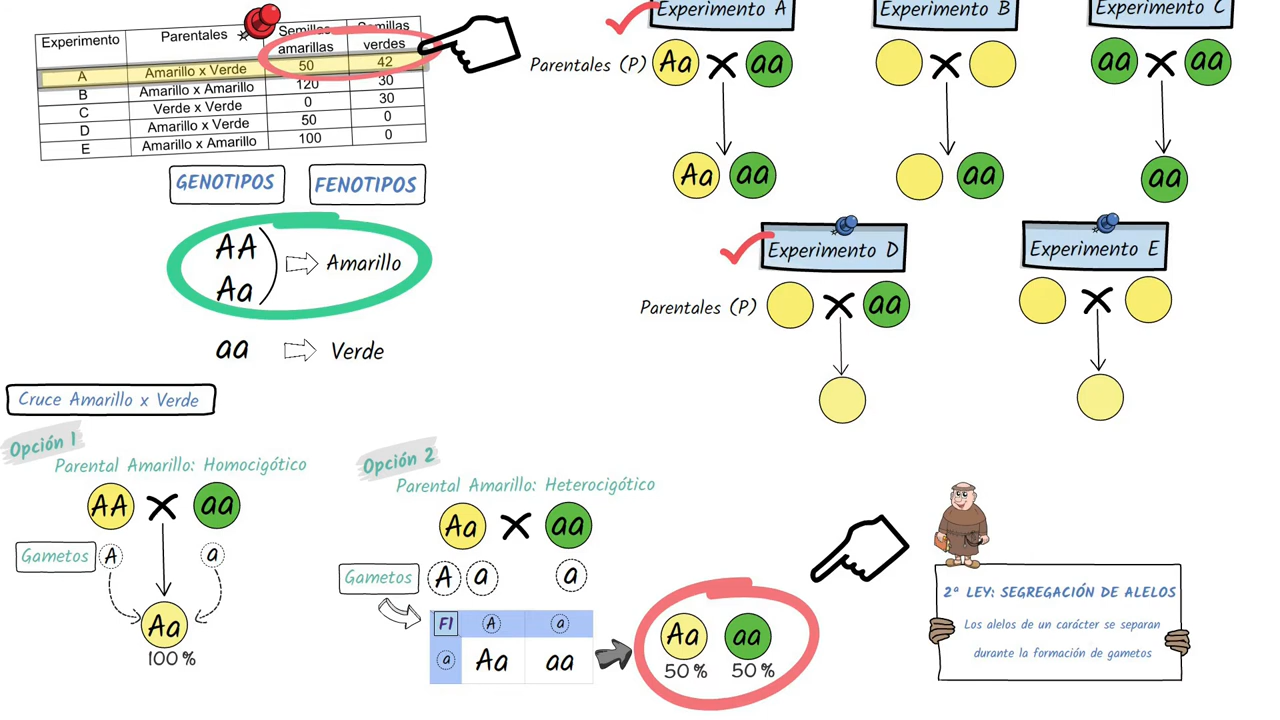 Experimento Parentales Semillas amarillas Semillas verdes
A Amarillo x Verde 50 42
B Amarillo x Amarillo 120 30
C Verde x Verde 0 30
D Amarillo x Verde 50 0
E Amarillo x Amarillo 100 0
GENOTIPOS FENOTIPOS
AA
Aa
Amarillo
aa Verde
Experimento A Experimento B Experimento C
Parentales (P) Aa x aa x aa x aa
Aa aa aa aa
Experimento D Experimento E
Parentales (P) x aa x
Cruce Amarillo x Verde
Opción 1
Parental Amarillo: Homocigótico
AA x aa
Gametos A a
Aa
100 %
Opción 2
Parental Amarillo: Heterocigótico
Aa x aa
Gametos A a a
F1 A a
a Aa aa
Aa aa
50 % 50 %
2ª LEY: SEGREGACIÓN DE ALELOS
Los alelos de un carácter se separan
durante la formación de gametos